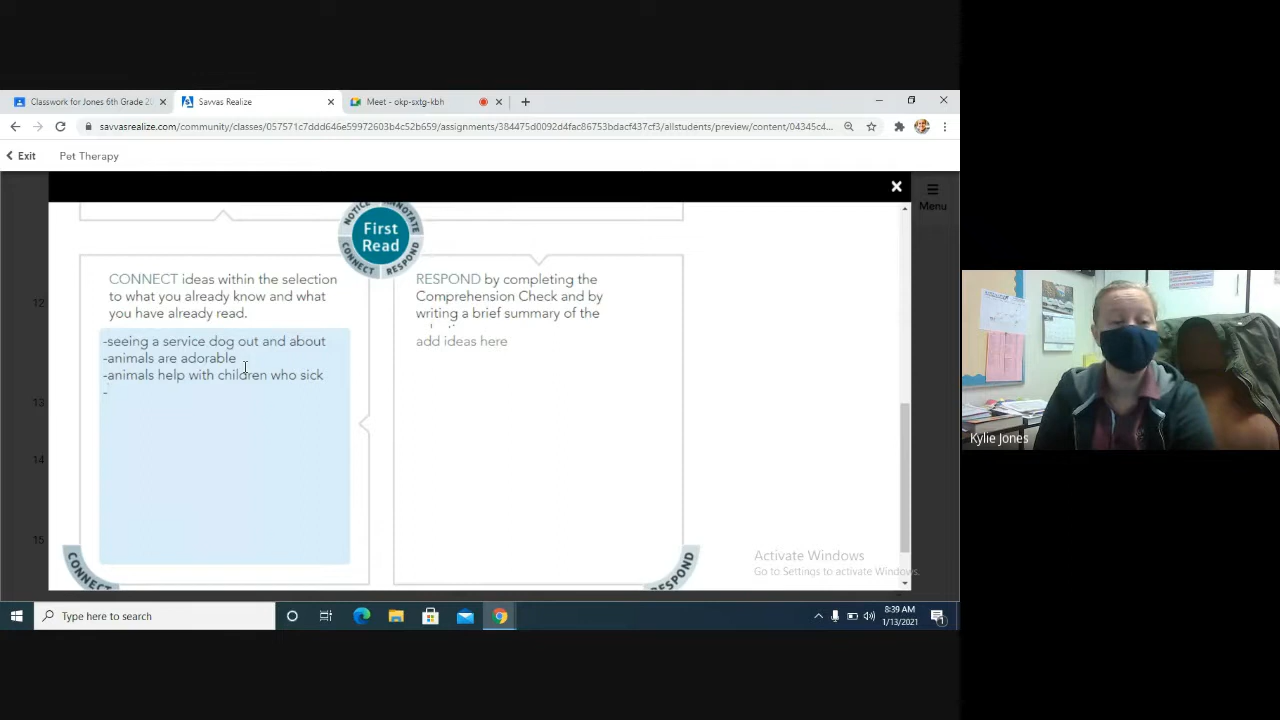 Classwork for Jones 6th Grade 2
Savvas Realize
Meet - okp-sxtg-kbh
savvasrealize.com/community/classes/057571c7ddd646e59972603b4c52b659/assignments/384475d0092d4fac86753bdacf437cf3/allstudents/preview/content/04345c4...
Exit
Pet Therapy
Menu
NOTICE
ANNOTATE
First
Read
CONNECT
RESPOND
CONNECT ideas within the selection
to what you already know and what
you have already read.
-seeing a service dog out and about
-animals are adorable
-animals help with children who sick
-
RESPOND by completing the
Comprehension Check and by
writing a brief summary of the
add ideas here
12
13
14
15
CONNECT
RESPOND
Activate Windows
Go to Settings to activate Windows.
Kylie Jones
Type here to search
8:39 AM
1/13/2021
1